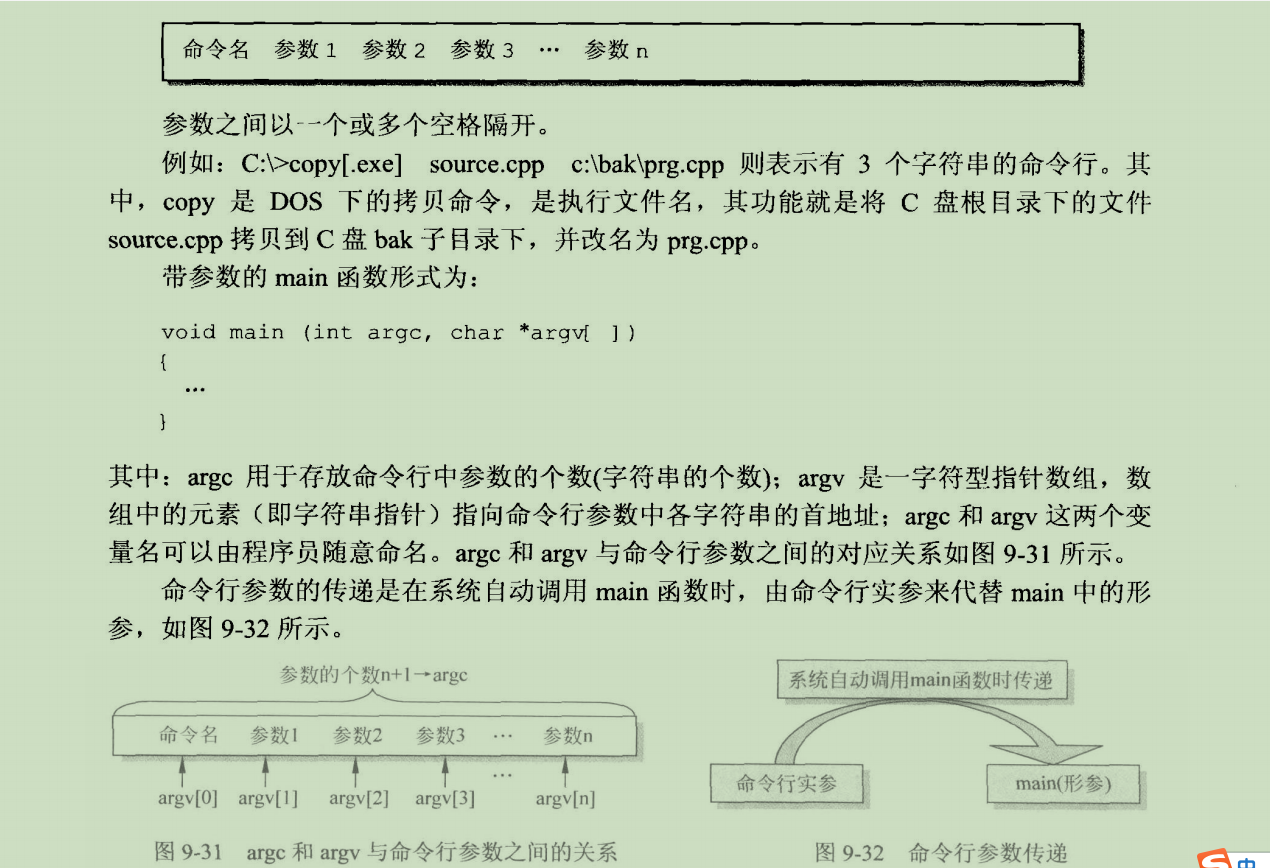 命令名 参数1 参数2 参数3 … 参数n
参数之间以一个或多个空格隔开。
例如：C:\>copy[.exe] source.cpp c:\bak\prg.cpp 则表示有 3 个字符串的命令行。其
中，copy 是 DOS 下的拷贝命令，是执行文件名，其功能就是将 C 盘根目录下的文件
source.cpp 拷贝到 C 盘 bak 子目录下，并改名为 prg.cpp。
带参数的 main 函数形式为：
void main (int argc, char *argv[ ])
{
…
}
其中：argc 用于存放命令行中参数的个数(字符串的个数)；argv 是一字符型指针数组，数
组中的元素（即字符串指针）指向命令行参数中各字符串的首地址；argc 和 argv 这两个变
量名可以由程序员随意命名。argc 和 argv 与命令行参数之间的对应关系如图 9-31 所示。
命令行参数的传递是在系统自动调用 main 函数时，由命令行实参来代替 main 中的形
参，如图 9-32 所示。
参数的个数n+1→argc
命令名 参数1 参数2 参数3 … 参数n
…
argv[0] argv[1] argv[2] argv[3] argv[n]
图 9-31 argc 和 argv 与命令行参数之间的关系
系统自动调用main函数时传递
命令行实参 main(形参)
图 9-32 命令行参数传递
中